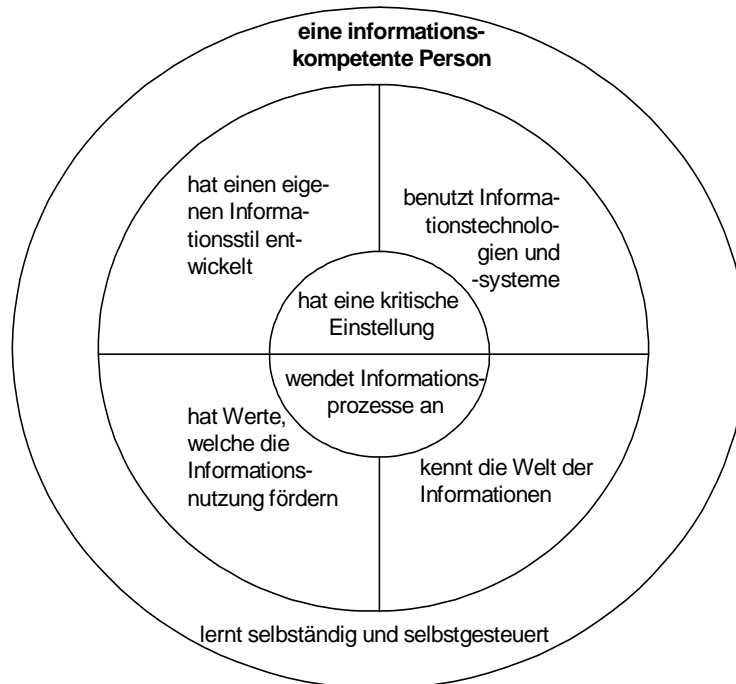 eine informations-
kompetente Person
hat einen eige-
nen Informa-
tionsstil ent-
wickelt
benutzt Informa-
tionstechnolo-
gien und
-systeme
hat eine kritische
Einstellung
wendet Informations-
prozesse an
hat Werte,
welche die
Informations-
nutzung fördern
kennt die Welt der
Informationen
lernt selbständig und selbstgesteuert